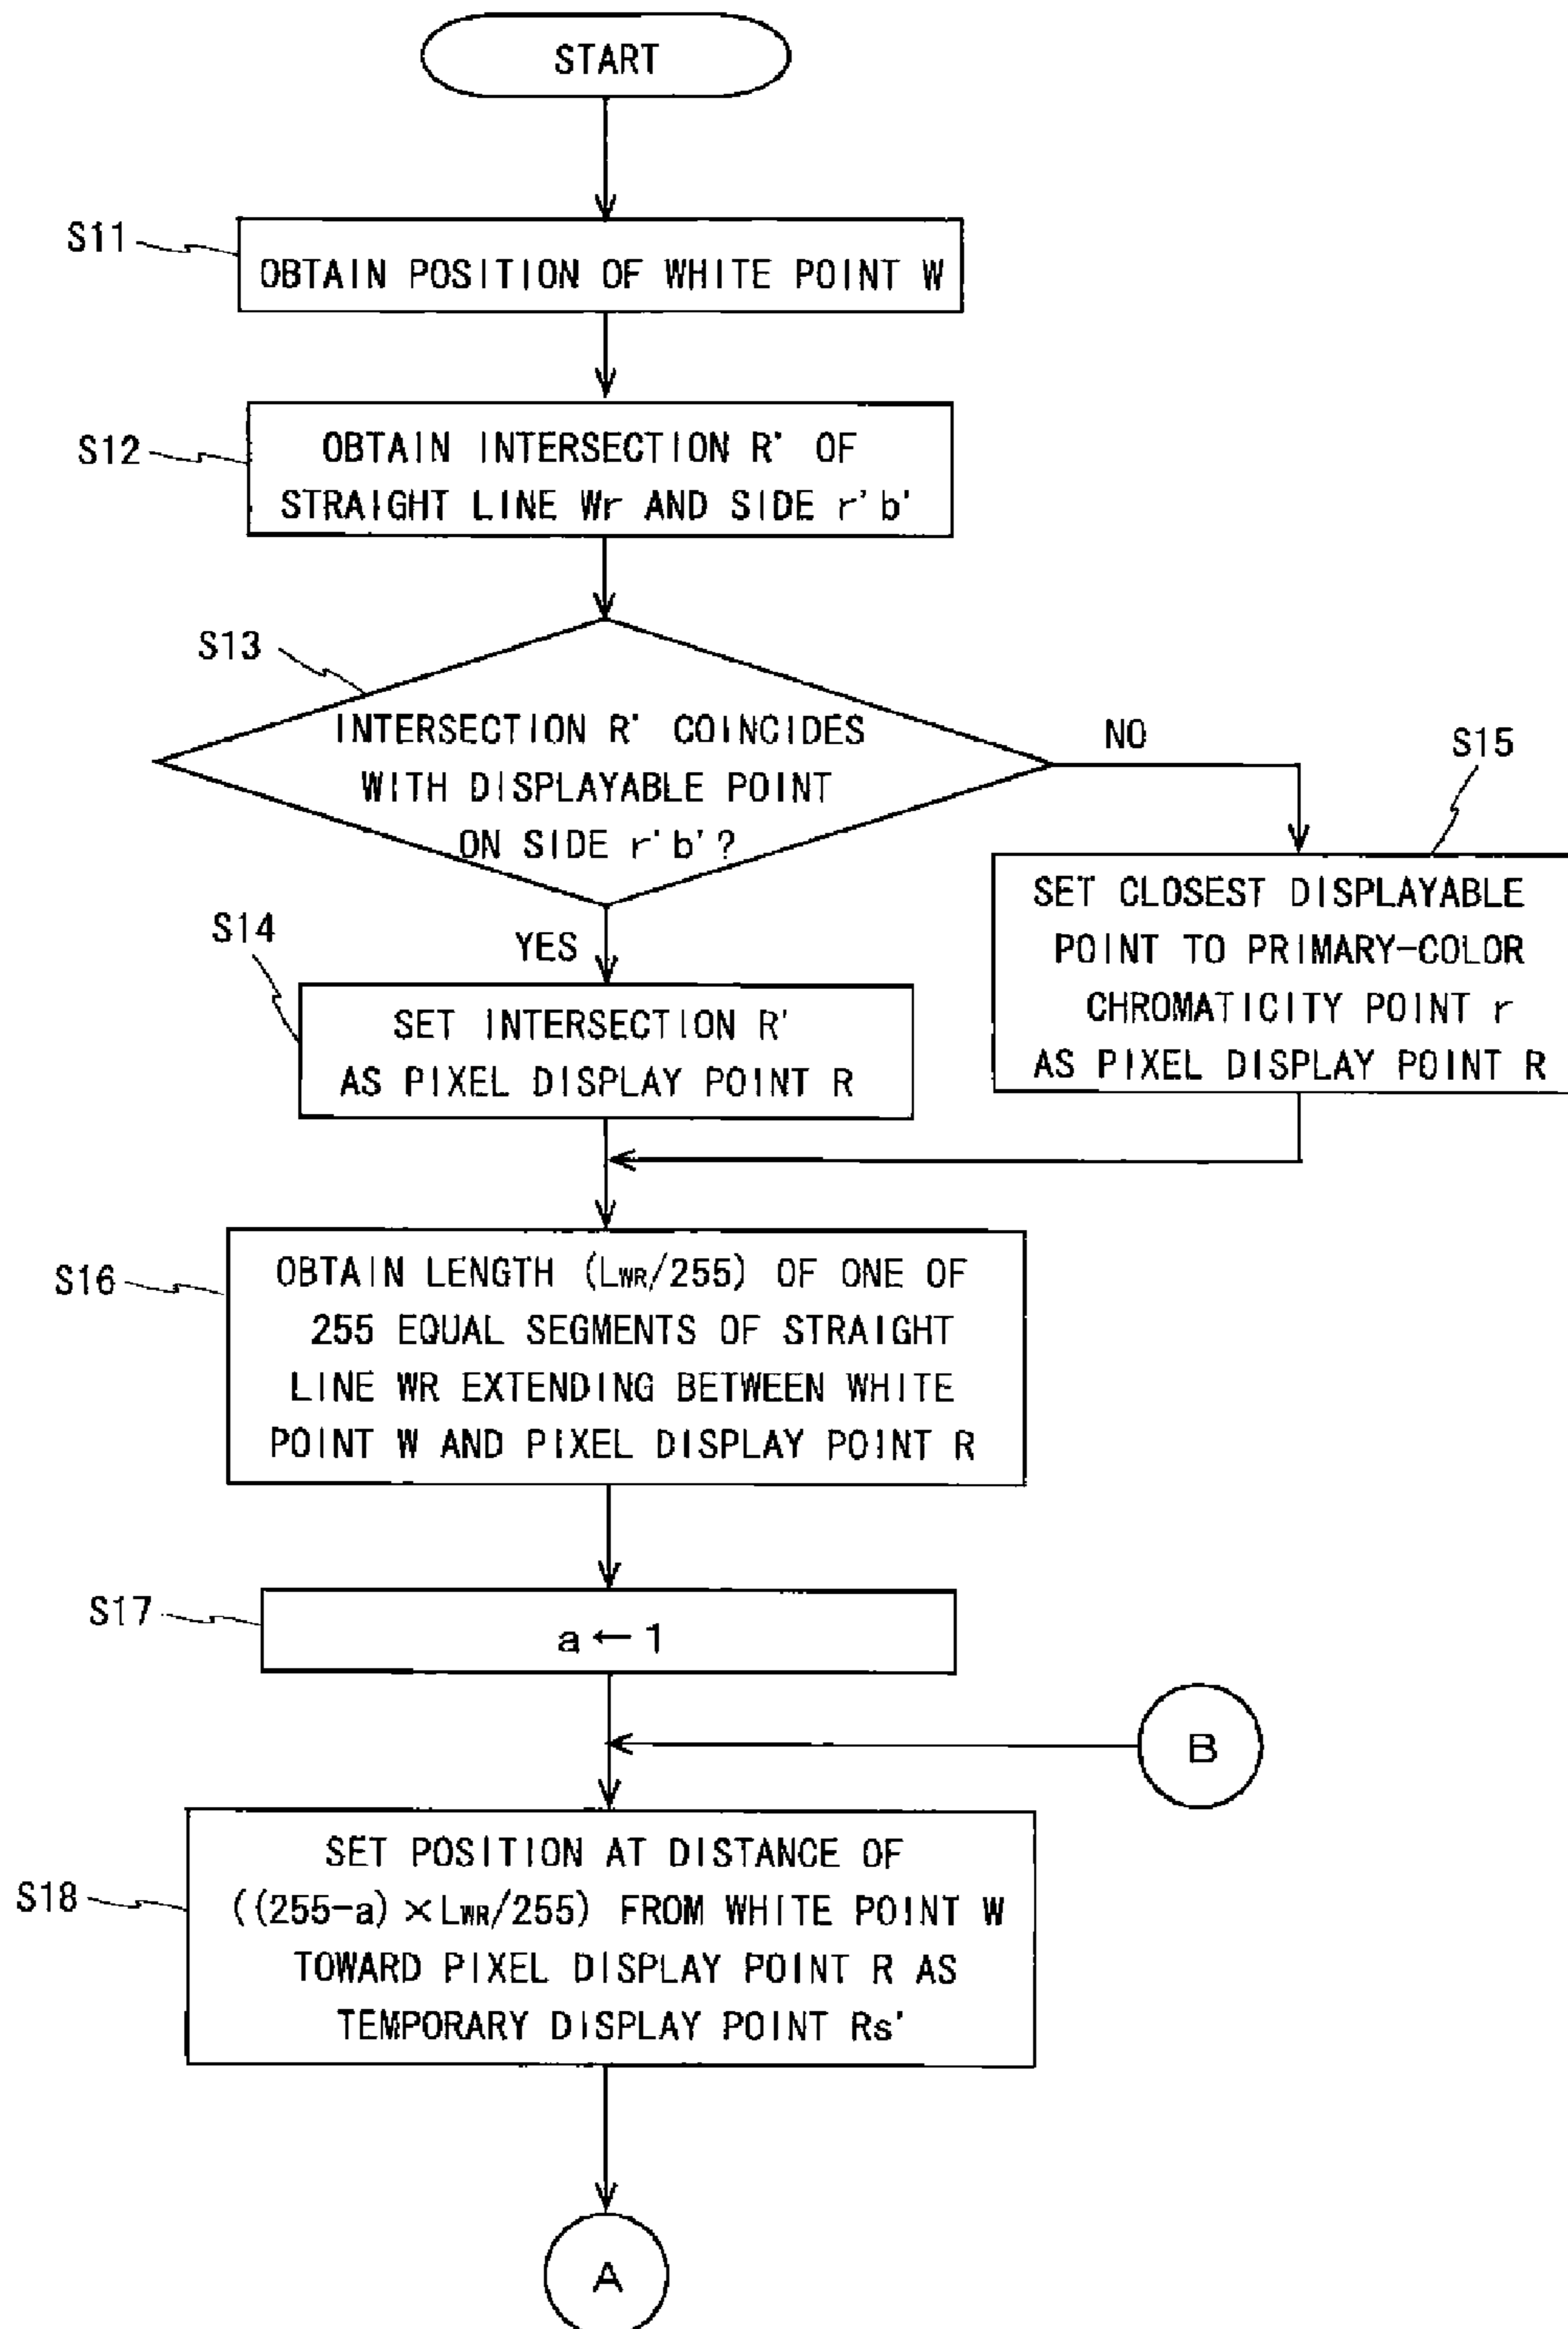 START
S11
OBTAIN POSITION OF WHITE POINT W
S12
OBTAIN INTERSECTION R' OF
STRAIGHT LINE Wr AND SIDE r'b'
S13
INTERSECTION R' COINCIDES
WITH DISPLAYABLE POINT
ON SIDE r'b'?
NO
S15
SET CLOSEST DISPLAYABLE
POINT TO PRIMARY-COLOR
CHROMATICITY POINT r
AS PIXEL DISPLAY POINT R
YES
S14
SET INTERSECTION R'
AS PIXEL DISPLAY POINT R
S16
OBTAIN LENGTH (LWR/255) OF ONE OF
255 EQUAL SEGMENTS OF STRAIGHT
LINE WR EXTENDING BETWEEN WHITE
POINT W AND PIXEL DISPLAY POINT R
S17
a ← 1
B
S18
SET POSITION AT DISTANCE OF
((255-a) × LWR/255) FROM WHITE POINT W
TOWARD PIXEL DISPLAY POINT R AS
TEMPORARY DISPLAY POINT Rs'
A